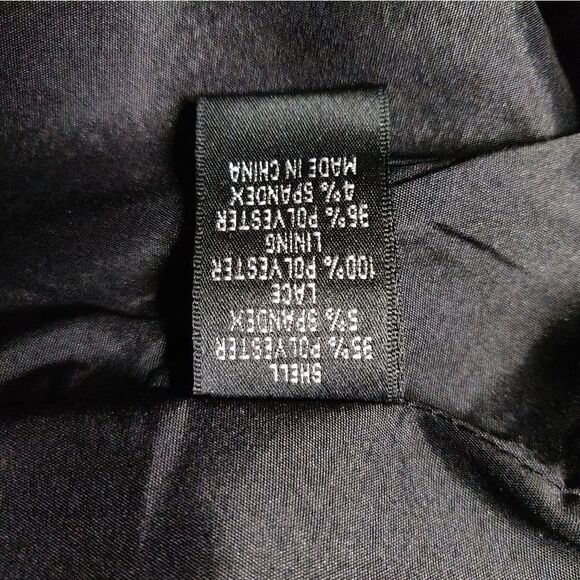 SHELL
95% POLYESTER
5% SPANDEX
LACE
100% POLYESTER
LINING
96% POLYESTER
4% SPANDEX
MADE IN CHINA